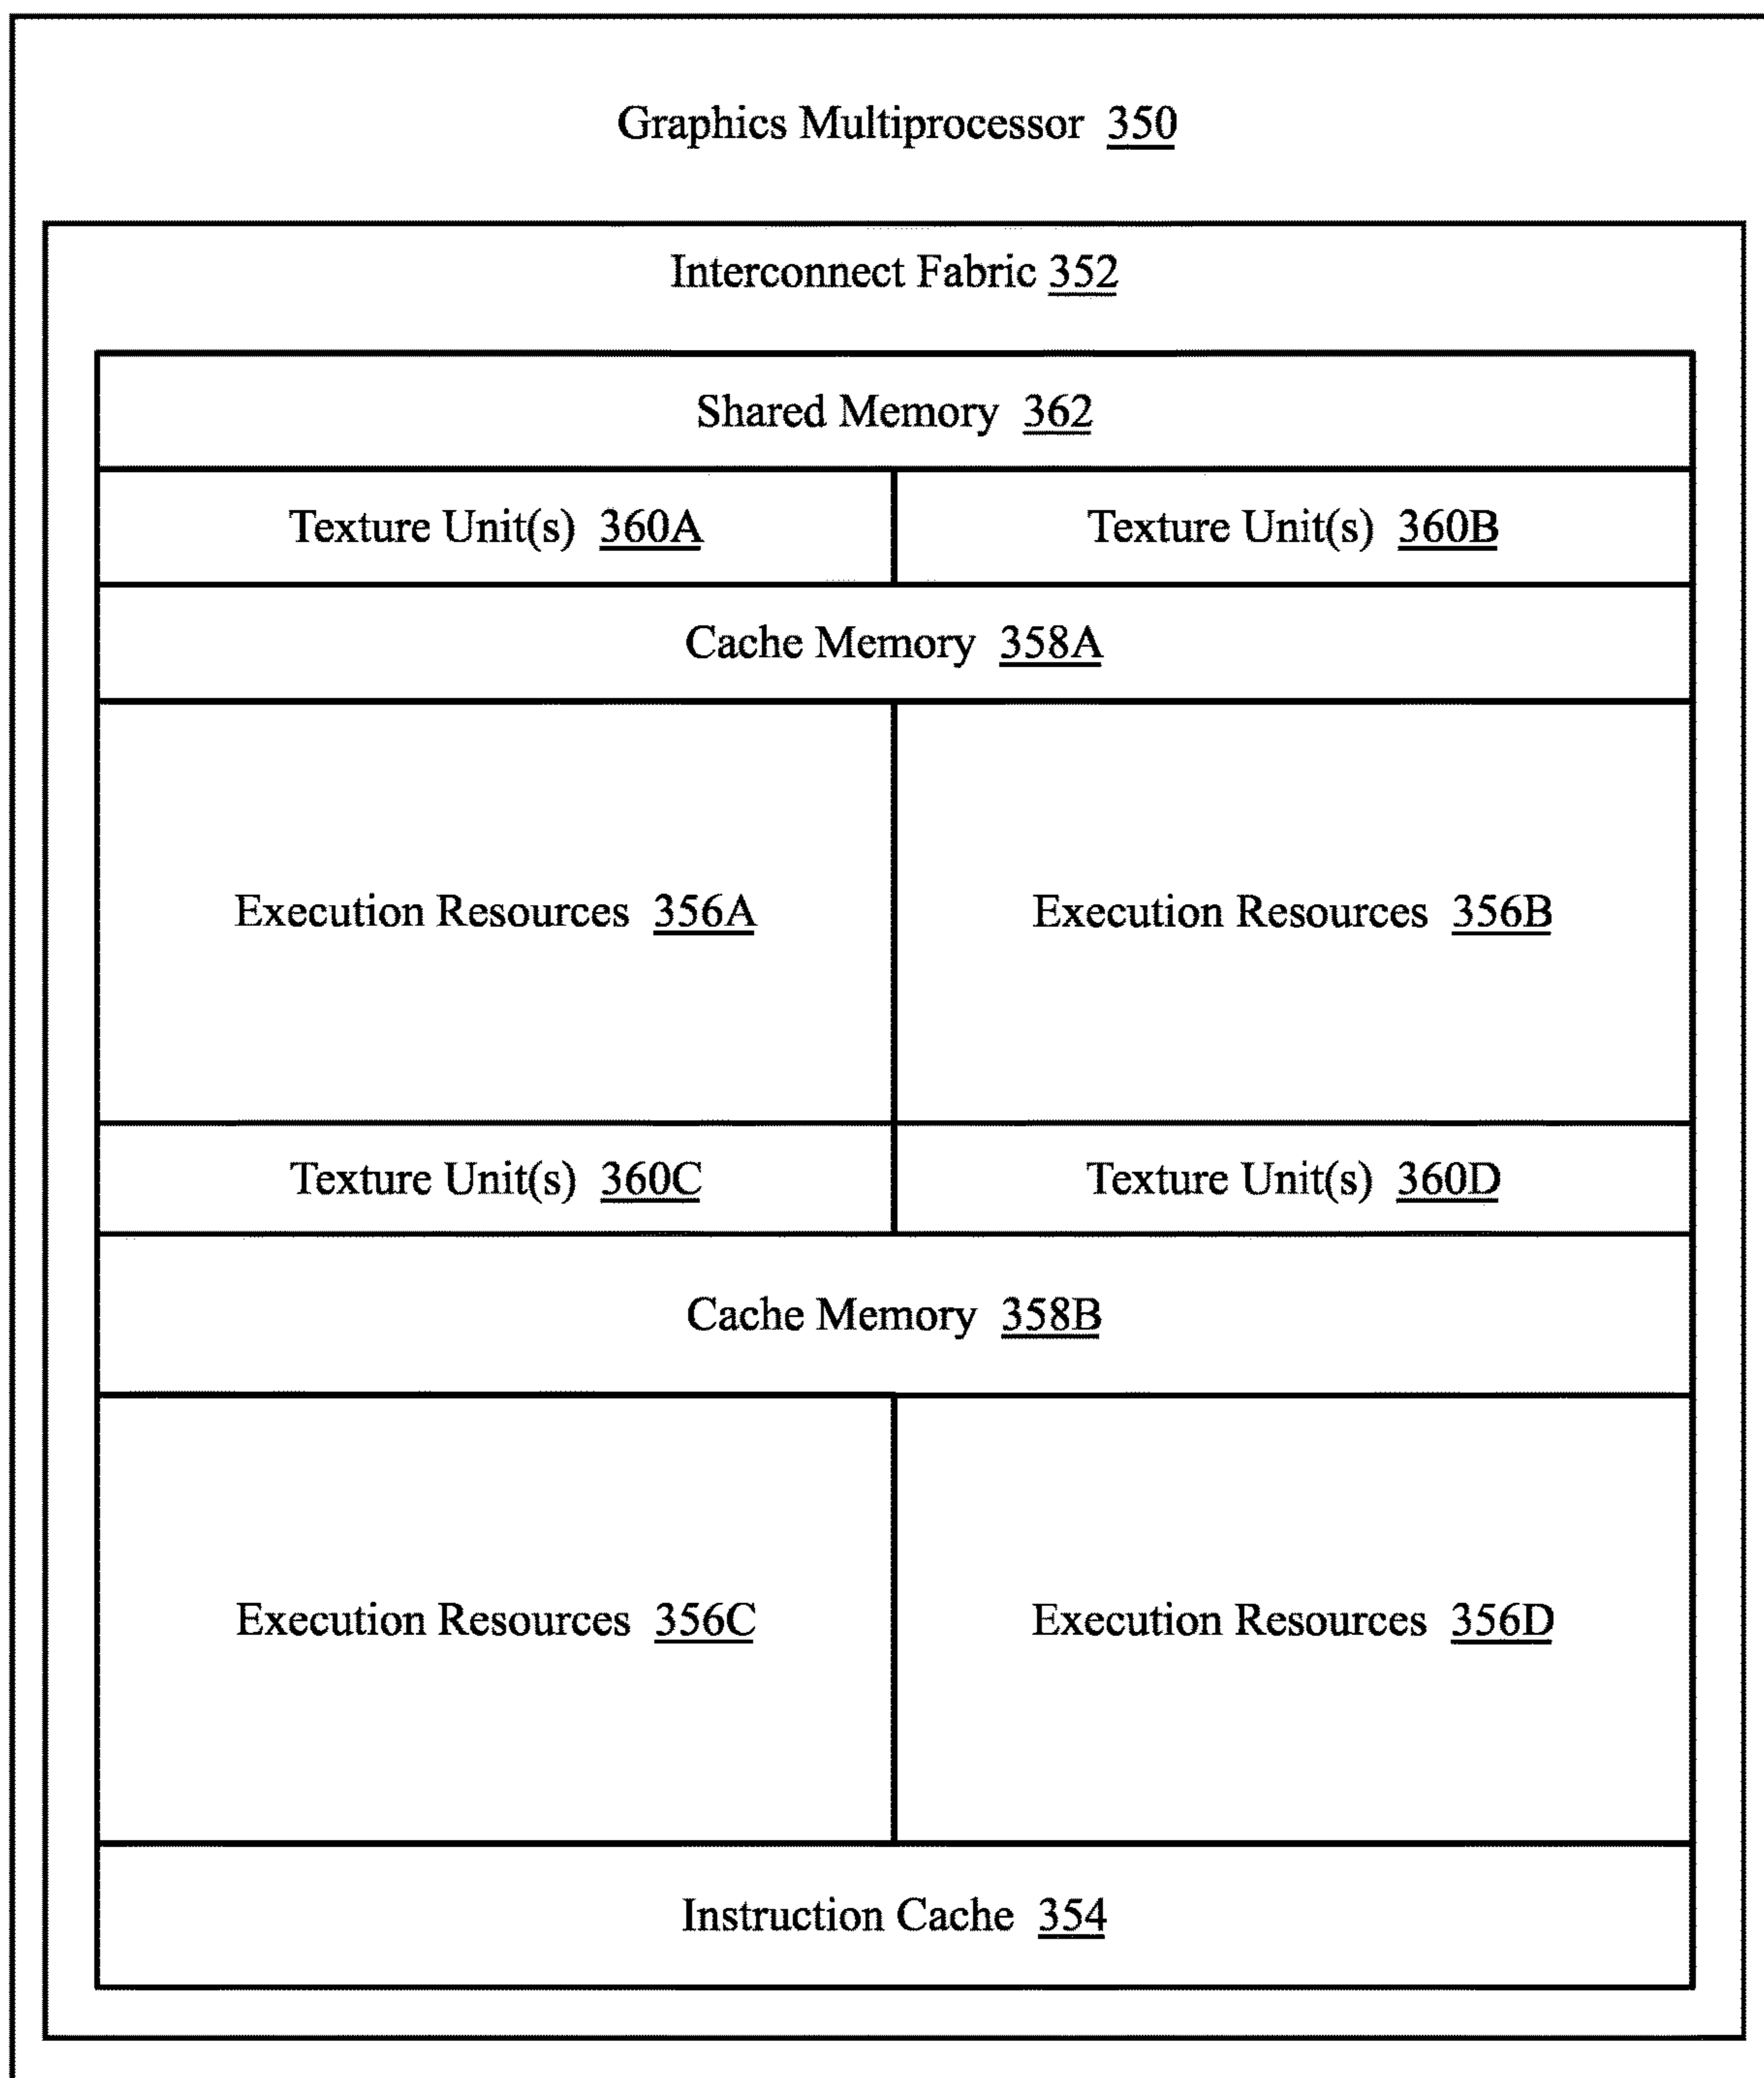 Graphics Multiprocessor 350
Interconnect Fabric 352
Shared Memory 362
Texture Unit(s) 360A
Texture Unit(s) 360B
Cache Memory 358A
Execution Resources 356A
Execution Resources 356B
Texture Unit(s) 360C
Texture Unit(s) 360D
Cache Memory 358B
Execution Resources 356C
Execution Resources 356D
Instruction Cache 354